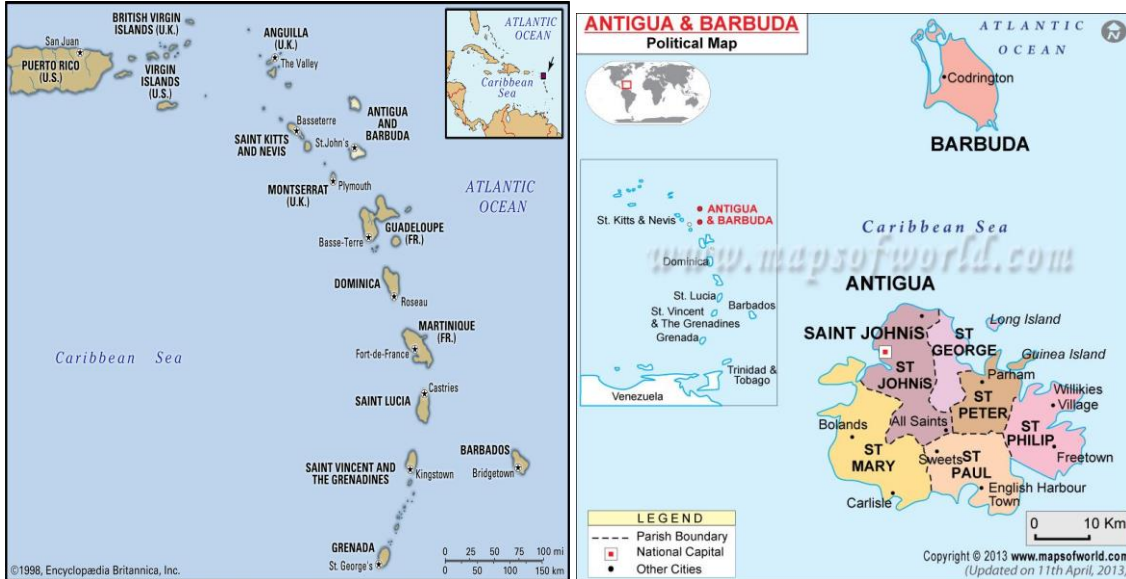 BRITISH VIRGIN
ISLANDS (U.K.)
San Juan
PUERTO RICO
(U.S.)
VIRGIN
ISLANDS
(U.S.)
ANGUILLA
(U.K.)
The Valley
ATLANTIC
OCEAN
Caribbean
Sea
Basseterre
SAINT KITTS
AND NEVIS
ANTIGUA
AND
BARBUDA
St.John's
MONTSERRAT
(U.K.)
Plymouth
ATLANTIC
OCEAN
GUADELOUPE
(FR.)
Basse-Terre
DOMINICA
Roseau
MARTINIQUE
(FR.)
Fort-de-France
Caribbean Sea
Castries
SAINT LUCIA
BARBADOS
Bridgetown
SAINT VINCENT AND
THE GRENADINES
Kingstown
GRENADA
St. George's
0 25 50 75 100 mi
0 50 100 150 km
©1998, Encyclopædia Britannica, Inc.
ANTIGUA & BARBUDA
Political Map
ATLANTIC
OCEAN
N
Codrington
BARBUDA
St. Kitts & Nevis
ANTIGUA
& BARBUDA
Dominica
St. Lucia
St. Vincent
& The Grenadines
Barbados
Grenada
Trinidad &
Tobago
Venezuela
Caribbean Sea
www.mapsofworld.com
ANTIGUA
SAINT JOHNíS
ST
GEORGE
Long Island
Guinea Island
ST
JOHNíS
Parham
ST
PETER
Willikies
Village
All Saints
Bolands
ST
MARY
ST
PHILIP
Freetown
Sweets
ST
PAUL
English Harbour
Town
Carlisle
LEGEND
Parish Boundary
National Capital
Other Cities
0 10 Km
Copyright © 2013 www.mapsofworld.com
(Updated on 11th April, 2013)